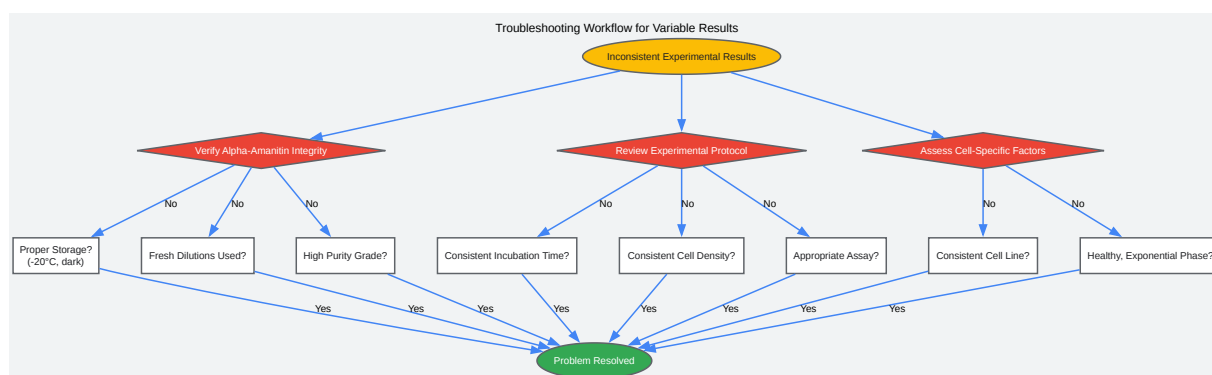 Troubleshooting Workflow for Variable Results
Inconsistent Experimental Results
Verify Alpha-Amanitin Integrity
Review Experimental Protocol
Assess Cell-Specific Factors
No
No
No
No
No
No
No
No
Proper Storage?
(-20°C, dark)
Fresh Dilutions Used?
High Purity Grade?
Consistent Incubation Time?
Consistent Cell Density?
Appropriate Assay?
Consistent Cell Line?
Healthy, Exponential Phase?
Yes
Yes
Yes
Yes
Yes
Yes
Yes
Yes
Problem Resolved